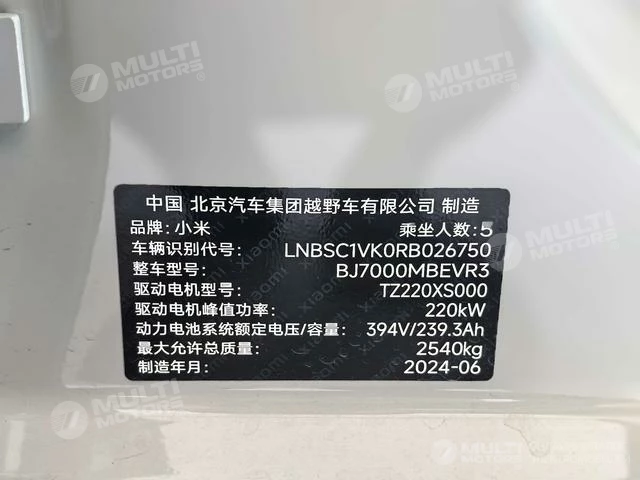 MULTI
MOTORS®
MULTI
MOTORS®
中国 北京汽车集团越野车有限公司 制造
品牌:小米 乘坐人数:5
车辆识别代号: LNBSC1VK0RB026750
整车型号: BJ7000MBEVR3
驱动电机型号: TZ220XS000
驱动电机峰值功率: 220kW
动力电池系统额定电压/容量: 394V/239.3Ah
最大允许总质量: 2540kg
制造年月: 2024-06
MULTI
MOTORS
MULTI
MOTORS